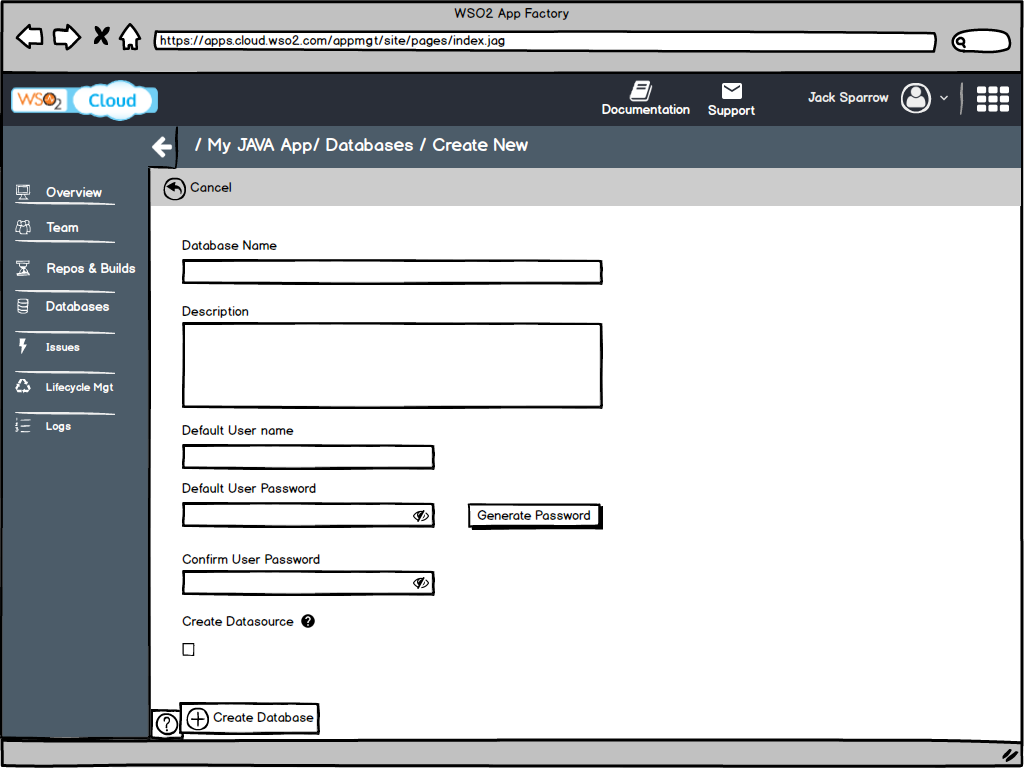 WSO2 App Factory
https://apps.cloud.wso2.com/appmgt/site/pages/index.jag
WSO2 Cloud
Documentation
Support
Jack Sparrow
/ My JAVA App/ Databases / Create New
Cancel
Overview
Team
Repos & Builds
Databases
Issues
Lifecycle Mgt
Logs
Database Name
Description
Default User name
Default User Password
Generate Password
Confirm User Password
Create Datasource ?
? Create Database